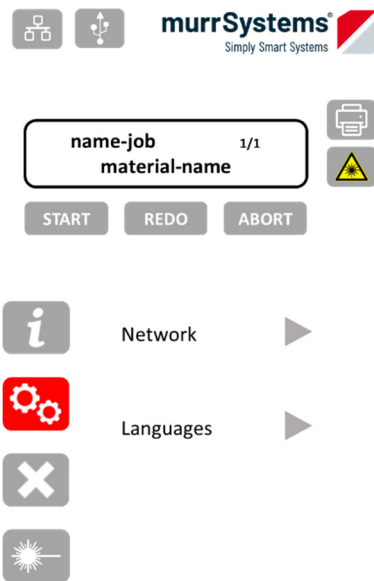 murrSystems®
Simply Smart Systems
name-job 1/1
material-name
START REDO ABORT
i
Network
Languages